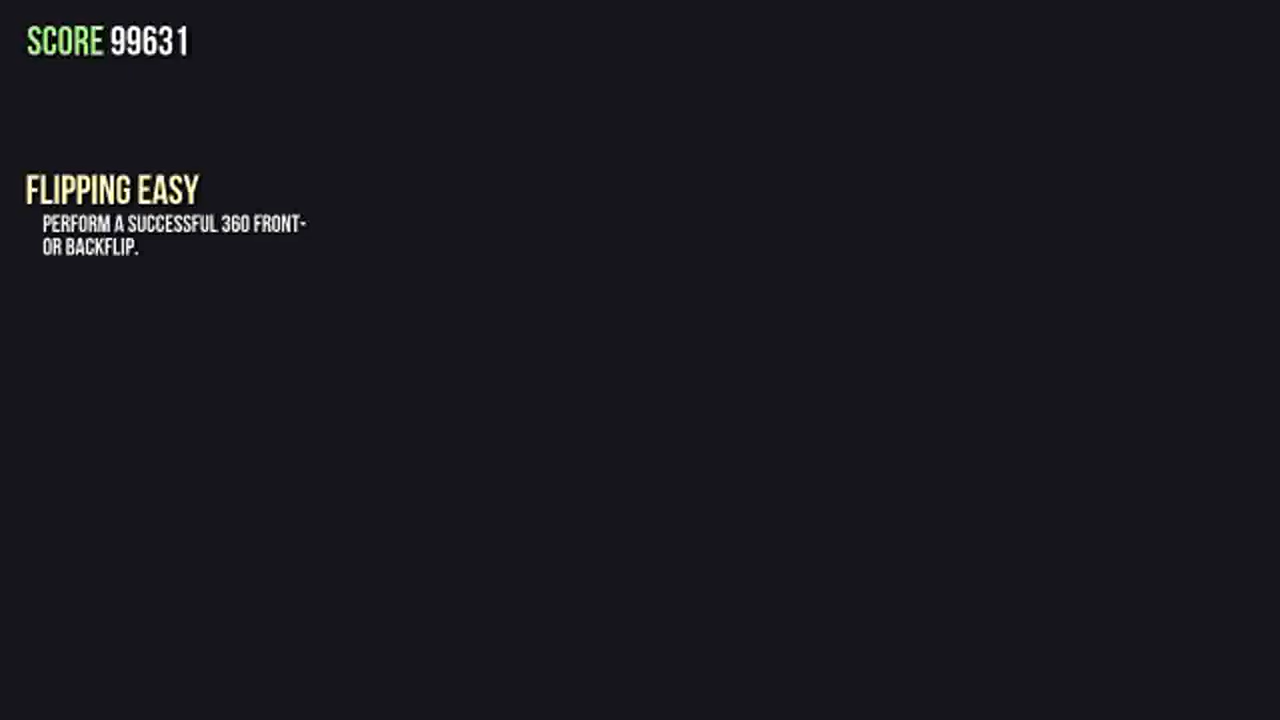 SCORE 99631
FLIPPING EASY
PERFORM A SUCCESSFUL 360 FRONT-
OR BACKFLIP.